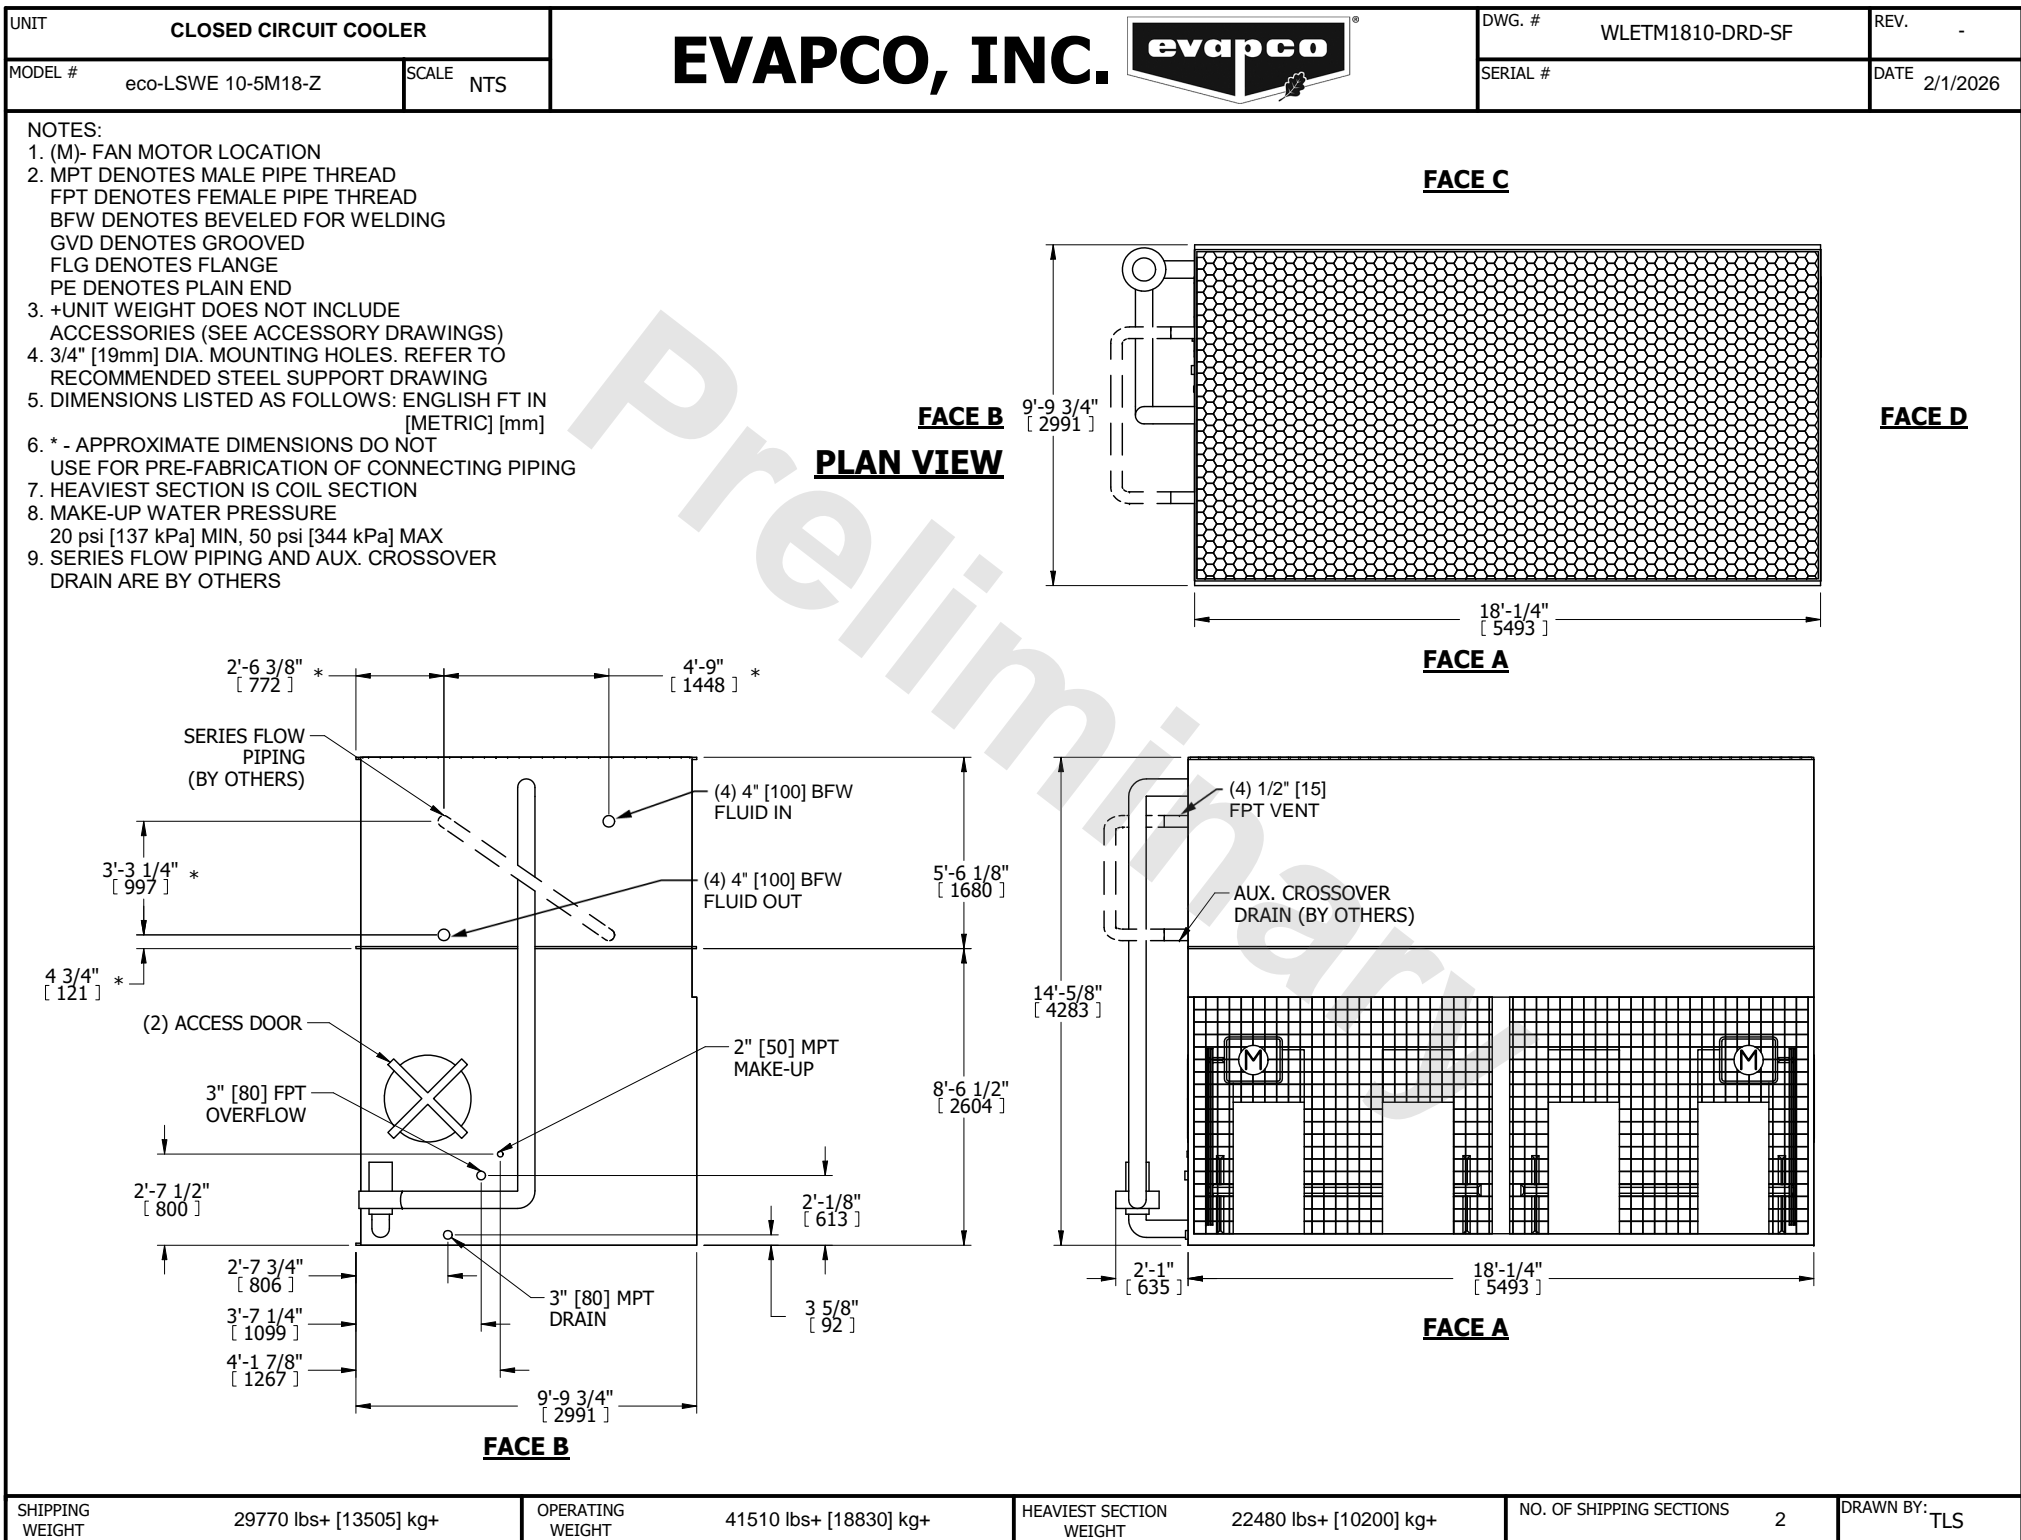 UNIT
CLOSED CIRCUIT COOLER
MODEL #
eco-LSWE 10-5M18-Z
SCALE
NTS
EVAPCO, INC.
evapco
®
DWG. #
WLETM1810-DRD-SF
REV.
-
SERIAL #
DATE
2/1/2026
NOTES:
1. (M)- FAN MOTOR LOCATION
2. MPT DENOTES MALE PIPE THREAD
FPT DENOTES FEMALE PIPE THREAD
BFW DENOTES BEVELED FOR WELDING
GVD DENOTES GROOVED
FLG DENOTES FLANGE
PE DENOTES PLAIN END
3. +UNIT WEIGHT DOES NOT INCLUDE
ACCESSORIES (SEE ACCESSORY DRAWINGS)
4. 3/4" [19mm] DIA. MOUNTING HOLES. REFER TO
RECOMMENDED STEEL SUPPORT DRAWING
5. DIMENSIONS LISTED AS FOLLOWS: ENGLISH FT IN
[METRIC] [mm]
6. * - APPROXIMATE DIMENSIONS DO NOT
USE FOR PRE-FABRICATION OF CONNECTING PIPING
7. HEAVIEST SECTION IS COIL SECTION
8. MAKE-UP WATER PRESSURE
20 psi [137 kPa] MIN, 50 psi [344 kPa] MAX
9. SERIES FLOW PIPING AND AUX. CROSSOVER
DRAIN ARE BY OTHERS
Preliminary
FACE C
FACE B
PLAN VIEW
9'-9 3/4"
[ 2991 ]
FACE D
18'-1/4"
[ 5493 ]
FACE A
2'-6 3/8" *
[ 772 ]
4'-9" *
[ 1448 ]
SERIES FLOW
PIPING
(BY OTHERS)
(4) 4" [100] BFW
FLUID IN
3'-3 1/4" *
[ 997 ]
(4) 4" [100] BFW
FLUID OUT
5'-6 1/8"
[ 1680 ]
4 3/4" *
[ 121 ]
(2) ACCESS DOOR
2" [50] MPT
MAKE-UP
3" [80] FPT
OVERFLOW
8'-6 1/2"
[ 2604 ]
2'-7 1/2"
[ 800 ]
2'-1/8"
[ 613 ]
2'-7 3/4"
[ 806 ]
3" [80] MPT
DRAIN
3 5/8"
[ 92 ]
3'-7 1/4"
[ 1099 ]
4'-1 7/8"
[ 1267 ]
9'-9 3/4"
[ 2991 ]
FACE B
(4) 1/2" [15]
FPT VENT
AUX. CROSSOVER
DRAIN (BY OTHERS)
14'-5/8"
[ 4283 ]
M
M
2'-1"
[ 635 ]
18'-1/4"
[ 5493 ]
FACE A
SHIPPING
WEIGHT
29770 lbs+ [13505] kg+
OPERATING
WEIGHT
41510 lbs+ [18830] kg+
HEAVIEST SECTION
WEIGHT
22480 lbs+ [10200] kg+
NO. OF SHIPPING SECTIONS
2
DRAWN BY:
TLS